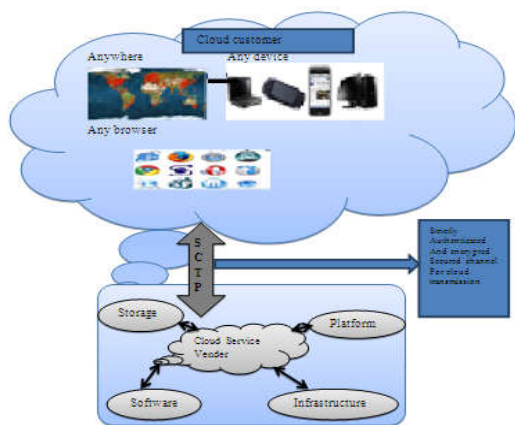 Cloud customer
Anywhere
Any device
Any browser
SCTP
Strictly
Authenticated
And encrypted
Secured channel
For cloud
transmission
Storage
Platform
Cloud Service
Vender
Software
Infrastructure